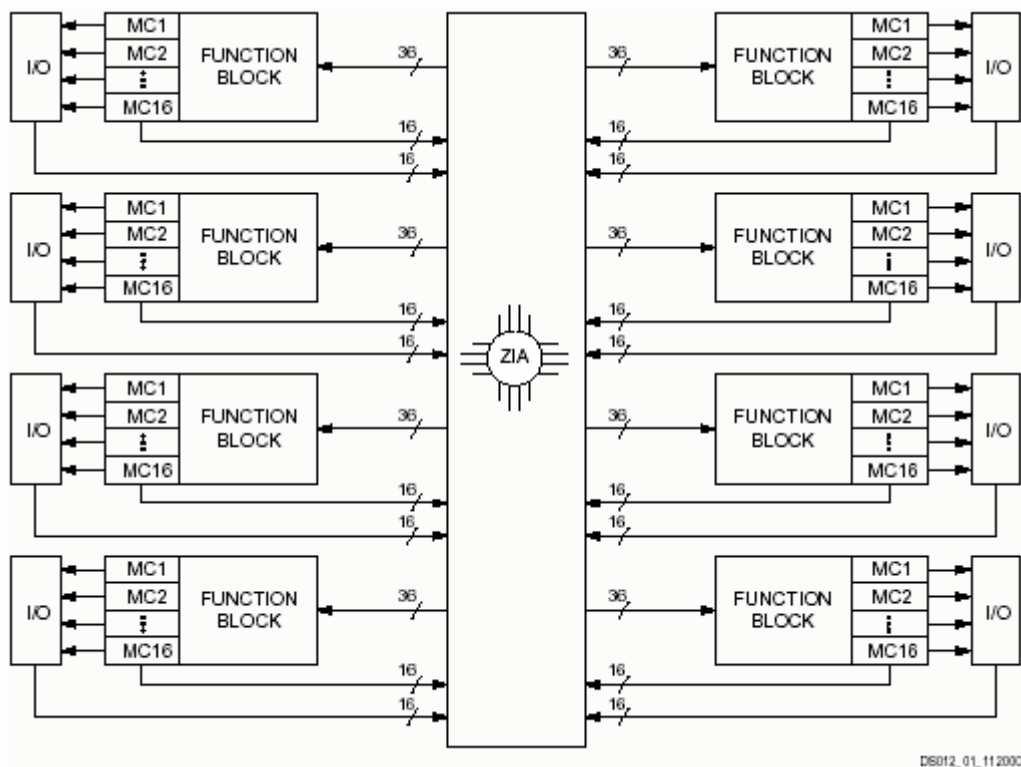 MC1 MC1
I/O MC2 FUNCTION BLOCK 36 36 FUNCTION BLOCK MC2 I/O
MC16 MC16
16 16
16 16
MC1 MC1
I/O MC2 FUNCTION BLOCK 36 36 FUNCTION BLOCK MC2 I/O
MC16 MC16
16 16
16 16
ZIA
MC1 MC1
I/O MC2 FUNCTION BLOCK 36 36 FUNCTION BLOCK MC2 I/O
MC16 MC16
16 16
16 16
MC1 MC1
I/O MC2 FUNCTION BLOCK 36 36 FUNCTION BLOCK MC2 I/O
MC16 MC16
16 16
16 16